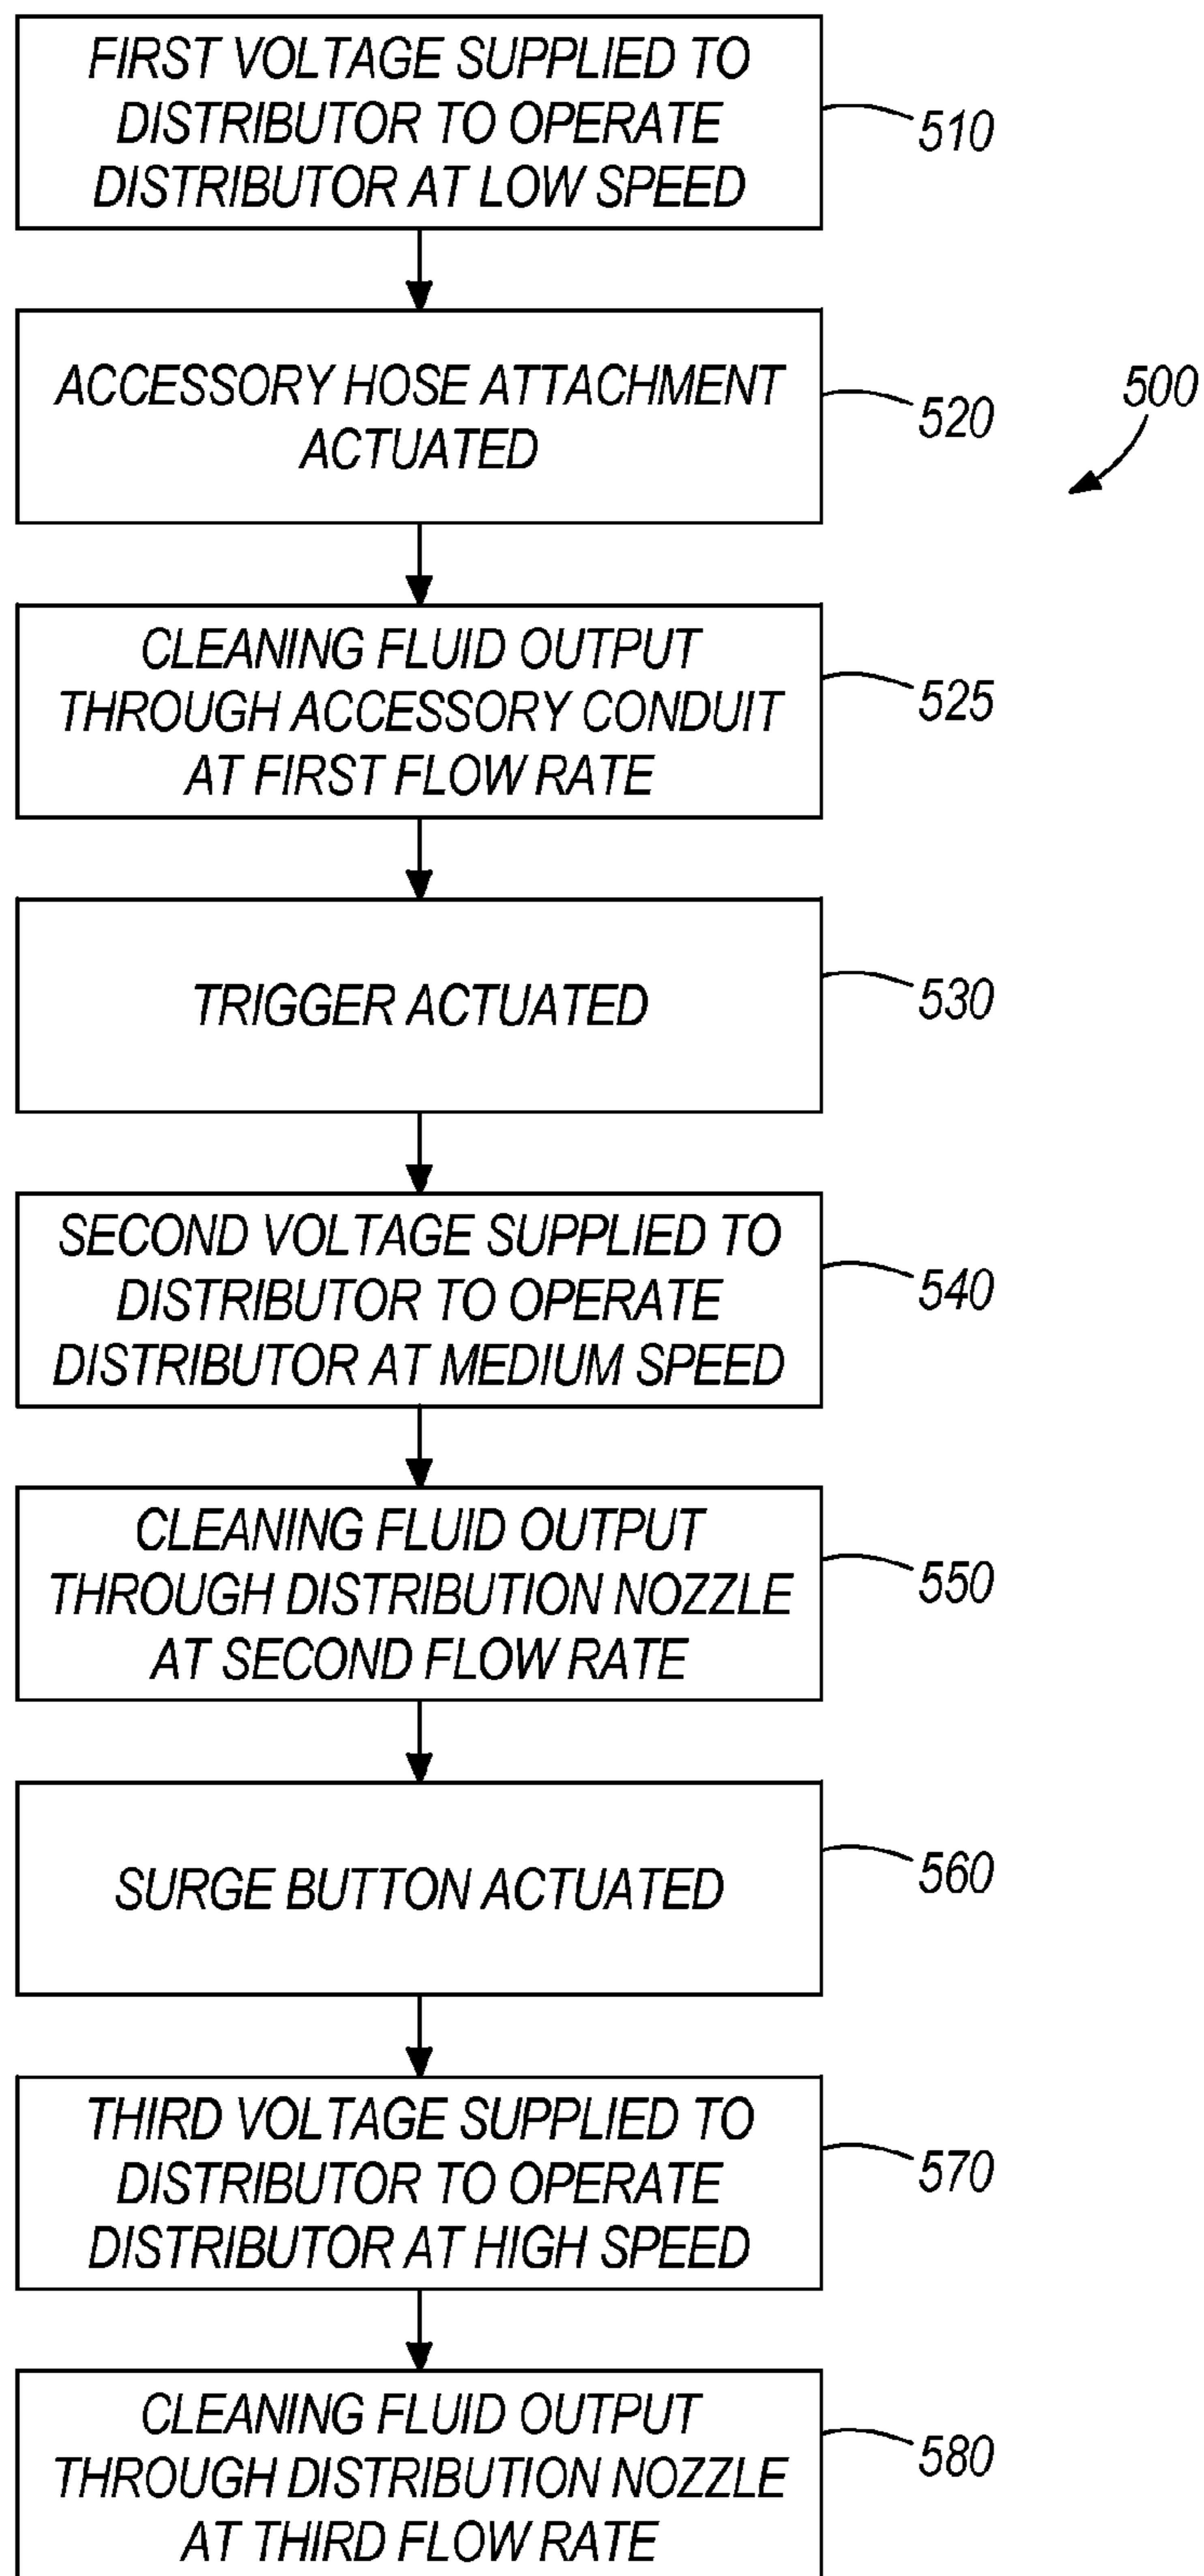 FIRST VOLTAGE SUPPLIED TO
DISTRIBUTOR TO OPERATE
DISTRIBUTOR AT LOW SPEED
510
ACCESSORY HOSE ATTACHMENT
ACTUATED
520
500
CLEANING FLUID OUTPUT
THROUGH ACCESSORY CONDUIT
AT FIRST FLOW RATE
525
TRIGGER ACTUATED
530
SECOND VOLTAGE SUPPLIED TO
DISTRIBUTOR TO OPERATE
DISTRIBUTOR AT MEDIUM SPEED
540
CLEANING FLUID OUTPUT
THROUGH DISTRIBUTION NOZZLE
AT SECOND FLOW RATE
550
SURGE BUTTON ACTUATED
560
THIRD VOLTAGE SUPPLIED TO
DISTRIBUTOR TO OPERATE
DISTRIBUTOR AT HIGH SPEED
570
CLEANING FLUID OUTPUT
THROUGH DISTRIBUTION NOZZLE
AT THIRD FLOW RATE
580